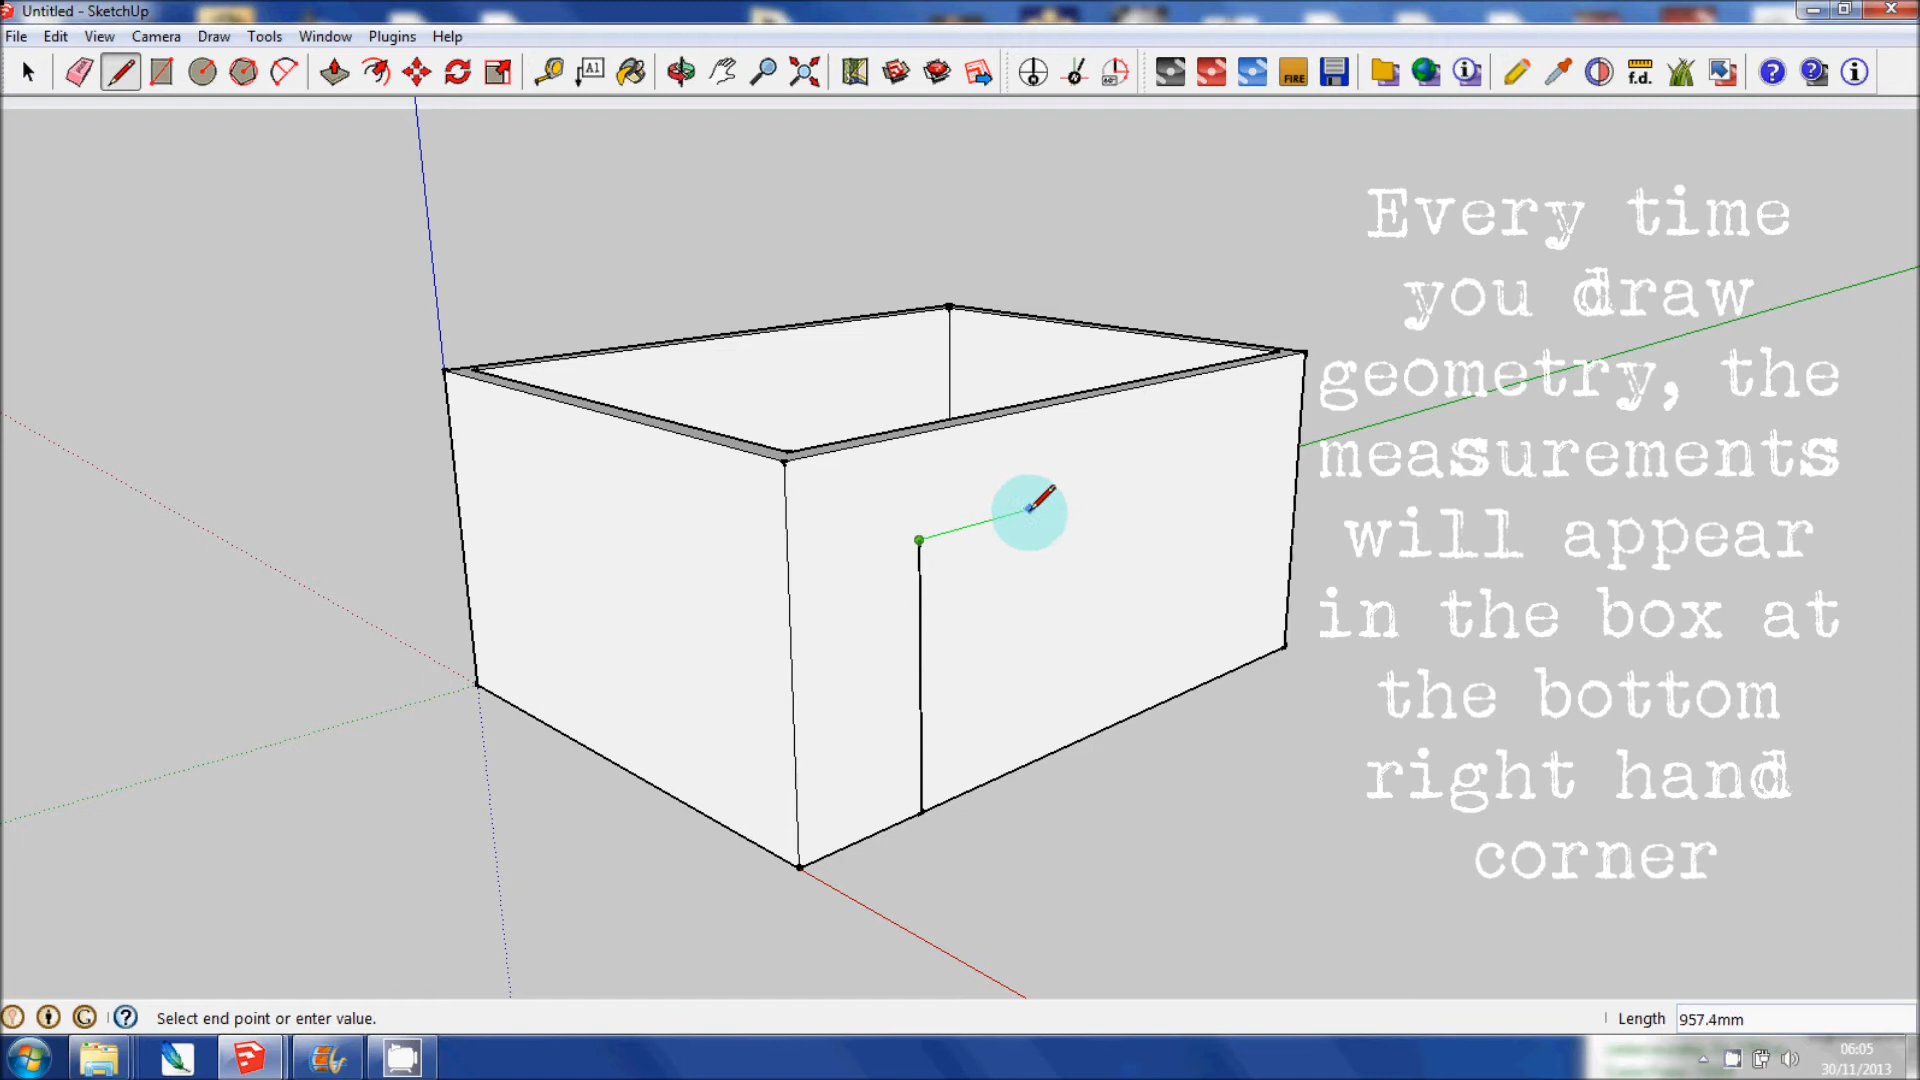 Untitled - SketchUp
File Edit View Camera Draw Tools Window Plugins Help
A1
FIRE
f.d.
Every time
you draw
geometry, the
measurements
will appear
in the box at
the bottom
right hand
corner
Select end point or enter value.
Length 957.4mm
06:05
30/11/2013